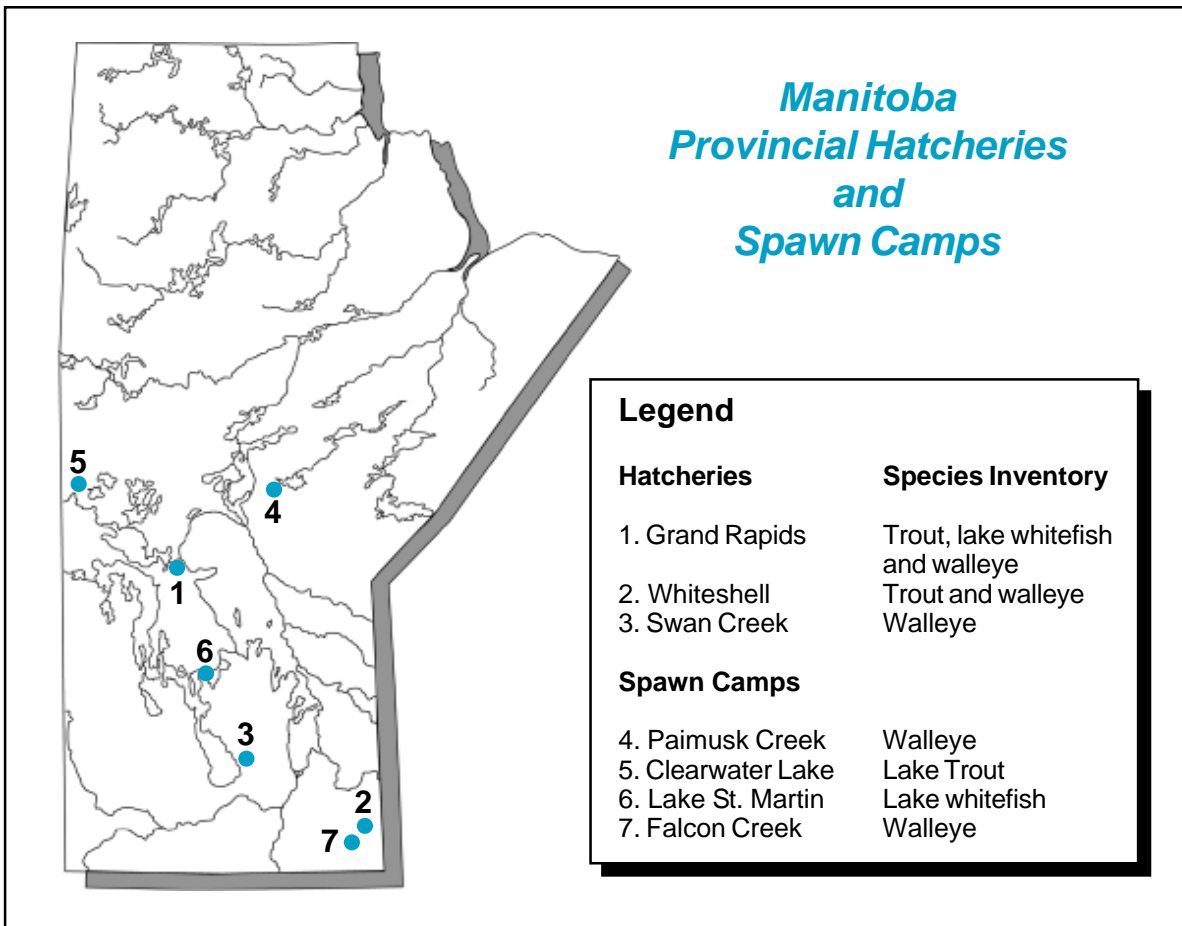 Manitoba
Provincial Hatcheries
and
Spawn Camps
5
4
1
6
3
2
7
Legend
Hatcheries Species Inventory
1. Grand Rapids Trout, lake whitefish
and walleye
2. Whiteshell Trout and walleye
3. Swan Creek Walleye
Spawn Camps
4. Paimusk Creek Walleye
5. Clearwater Lake Lake Trout
6. Lake St. Martin Lake whitefish
7. Falcon Creek Walleye